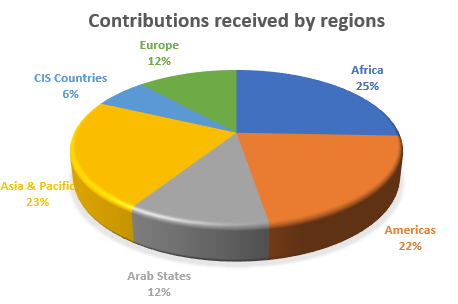 Contributions received by regions
Europe
12%
Africa
25%
CIS Countries
6%
Asia & Pacific
23%
Americas
22%
Arab States
12%